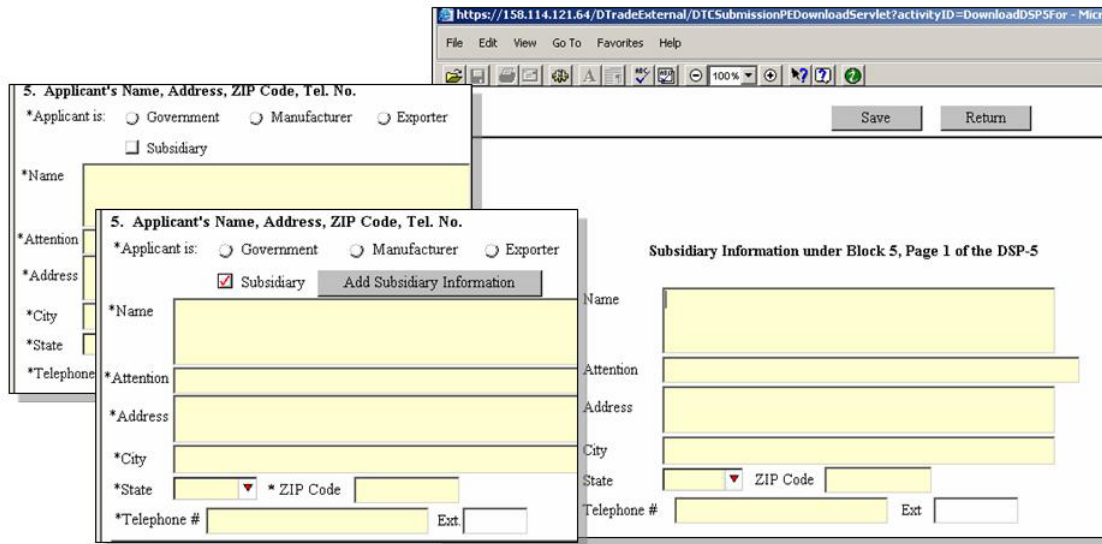 https://158.114.121.64/DTradeExternal/DTCSubmissionPEDownloadServlet?activityID=DownloadDSP5For - Micr
File Edit View Go To Favorites Help
100%
Save Return
Subsidiary Information under Block 5, Page 1 of the DSP-5
Name
Attention
Address
City
State ZIP Code
Telephone # Ext
5. Applicant's Name, Address, ZIP Code, Tel. No.
*Applicant is: Government Manufacturer Exporter
Subsidiary
*Name
*Attention
*Address
*City
*State
*Telephone
5. Applicant's Name, Address, ZIP Code, Tel. No.
*Applicant is: Government Manufacturer Exporter
Subsidiary Add Subsidiary Information
*Name
*Attention
*Address
*City
*State * ZIP Code
*Telephone # Ext.